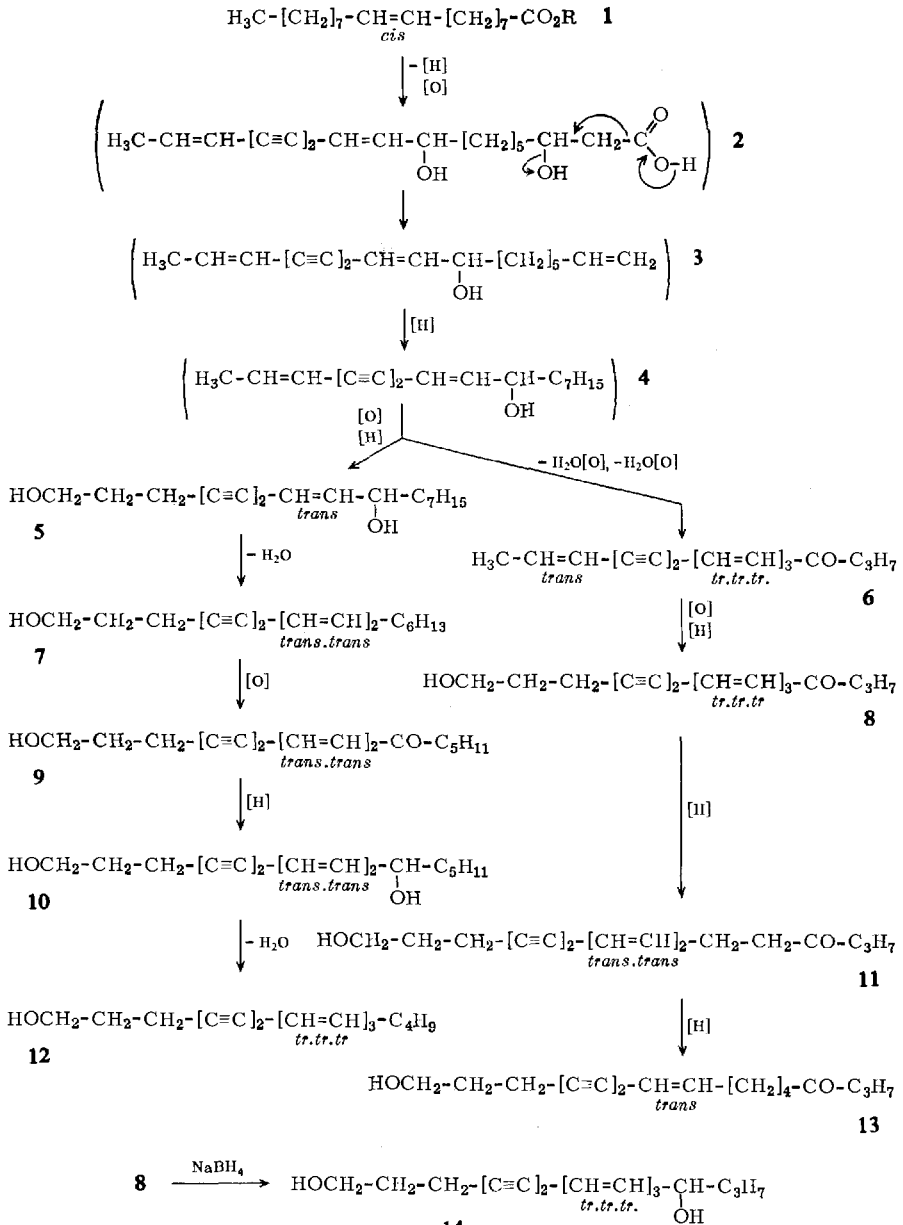 H₃C-[CH₂]₇-CH=CH-[CH₂]₇-CO₂R 1
cis
-[H]
[O]
H₃C-CH=CH-[C≡C]₂-CH=CH-CH-[CH₂]₅-CH-CH₂-C 2
O
OH OH O-H
H₃C-CH=CH-[C≡C]₂-CH=CH-CH-[CH₂]₅-CH=CH₂ 3
OH
[H]
H₃C-CH=CH-[C≡C]₂-CH=CH-CH-C₇H₁₅ 4
OH
[O]
[H]
-H₂O[O], -H₂O[O]
HOCH₂-CH₂-CH₂-[C≡C]₂-CH=CH-CH-C₇H₁₅
trans
OH
5
-H₂O
H₃C-CH=CH-[C≡C]₂-[CH=CH]₃-CO-C₃H₇
trans tr.tr.tr.
6
[O]
[H]
HOCH₂-CH₂-CH₂-[C≡C]₂-[CH=CH]₂-C₆H₁₃
trans.trans
7
[O]
HOCH₂-CH₂-CH₂-[C≡C]₂-[CH=CH]₃-CO-C₃H₇
tr.tr.tr
8
HOCH₂-CH₂-CH₂-[C≡C]₂-[CH=CH]₂-CO-C₅H₁₁
trans.trans
9
[H]
[H]
HOCH₂-CH₂-CH₂-[C≡C]₂-[CH=CH]₂-CH-C₅H₁₁
trans.trans
OH
10
-H₂O
HOCH₂-CH₂-CH₂-[C≡C]₂-[CH=CH]₂-CH₂-CH₂-CO-C₃H₇
trans.trans
11
HOCH₂-CH₂-CH₂-[C≡C]₂-[CH=CH]₃-C₄H₉
tr.tr.tr
12
[H]
HOCH₂-CH₂-CH₂-[C≡C]₂-CH=CH-[CH₂]₄-CO-C₃H₇
trans
13
8 NaBH₄ HOCH₂-CH₂-CH₂-[C≡C]₂-[CH=CH]₃-CH-C₃H₇
tr.tr.tr.
OH
14